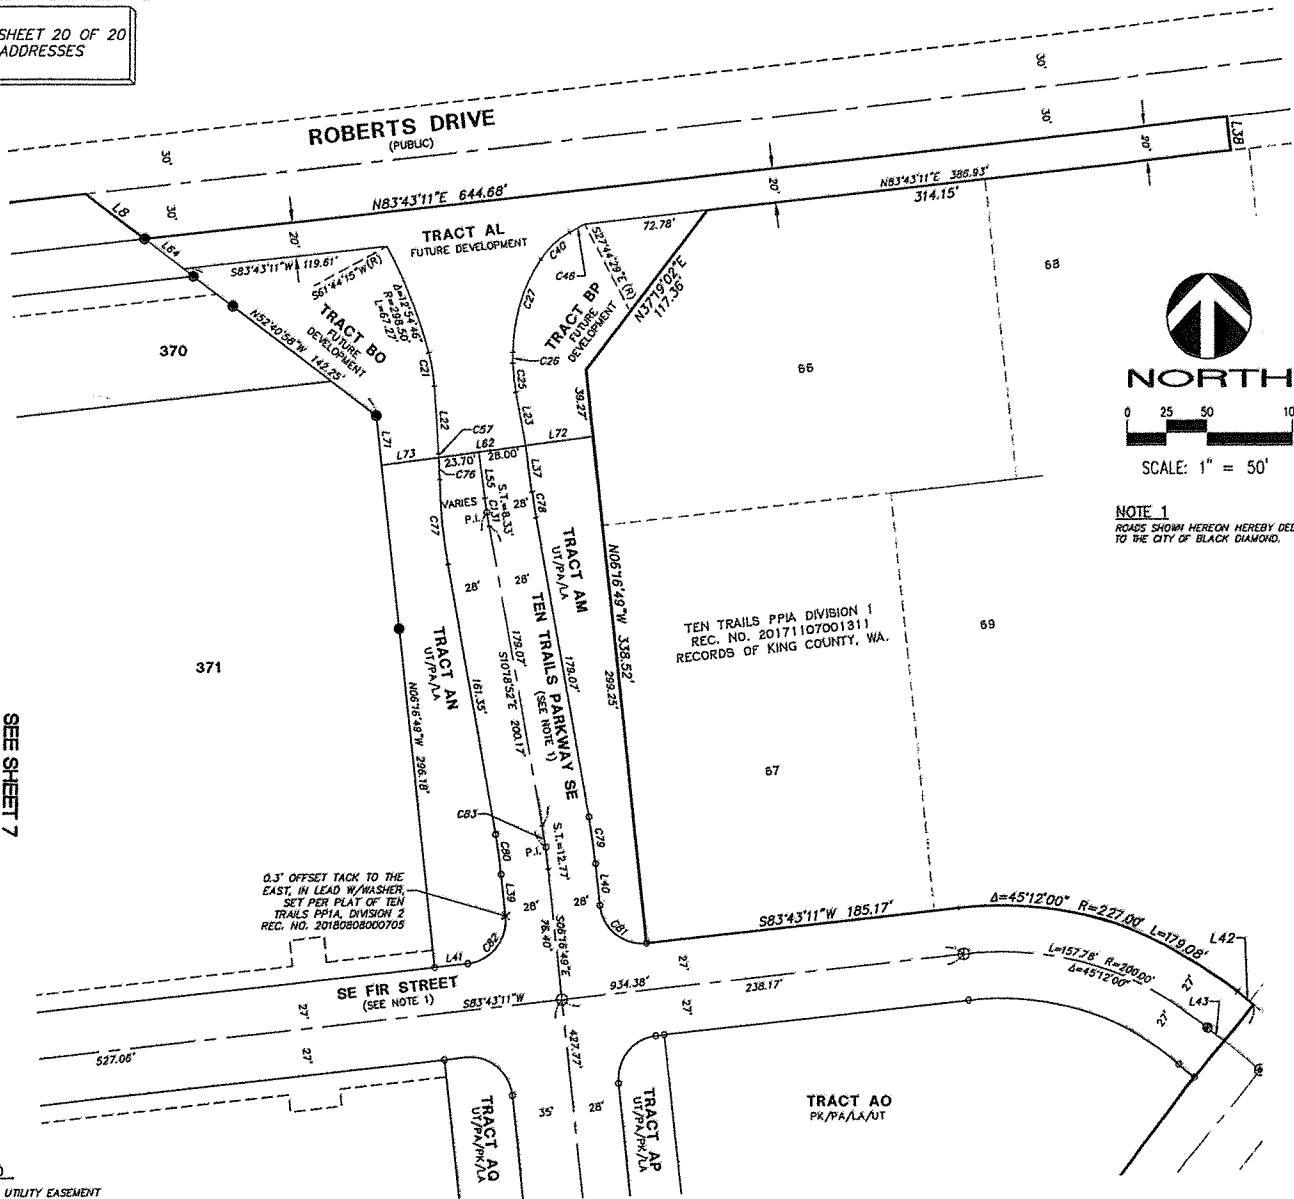 SHEET 20 OF 20
ADDRESSES
ROBERTS DRIVE
(PUBLIC)
30'
30'
30'
30'
20'
20'
20'
L38
L8
L64
N83°43'11"E 644.68'
N83°43'11"E 386.93'
314.15'
72.78'
TRACT AL
FUTURE DEVELOPMENT
S83°43'11"W 119.61'
S61°44'15"W(R)
Δ=12°54'46"
R=298.50'
L=67.27'
TRACT BO
FUTURE
DEVELOPMENT
N52°40'58"W 142.25'
370
C40
C46
C27
S27°44'29"E (R)
TRACT BP
FUTURE
DEVELOPMENT
N37°19'02"E
117.36'
C26
C25
C21
L22
L23
39.27'
66
68
NORTH
0 25 50 10
SCALE: 1" = 50'
NOTE 1
ROADS SHOWN HEREON HEREBY DED
TO THE CITY OF BLACK DIAMOND.
L71
L73
C57
L62
L72
23.70'
28.00'
C76
L55
L37
VARIES
C131
S.T.=8.33'
28'
C78
P.I.
C77
28'
28'
TRACT AM
UT/PA/LA
TEN TRAILS PARKWAY SE
(SEE NOTE 1)
179.07'
179.07'
S10°18'52"E 200.17'
161.35'
TRACT AN
UT/PA/LA
N06°16'49"W 296.18'
N06°16'49"W 338.52'
299.25'
TEN TRAILS PP1A DIVISION 1
REC. NO. 20171107001311
RECORDS OF KING COUNTY, WA.
69
67
371
SEE SHEET 7
C83
P.I.
S.T.=12.77'
C79
C80
L39
L40
28'
28'
C81
C82
L41
S06°16'49"E
78.40'
0.3' OFFSET TACK TO THE
EAST, IN LEAD W/WASHER,
SET PER PLAT OF TEN
TRAILS PP1A, DIVISION 2
REC. NO. 20180808000705
SE FIR STREET
(SEE NOTE 1)
S83°43'11"W
934.38'
238.17'
527.06'
27'
27'
27'
27'
S83°43'11"W 185.17'
Δ=45°12'00" R=227.00' L=179.08'
L=157.78' R=200.00'
Δ=45°12'00"
L42
L43
27'
27'
427.77'
35'
28'
TRACT AQ
UT/PA/PK/LA
TRACT AP
UT/PA/PK/LA
TRACT AO
PK/PA/LA/UT
UTILITY EASEMENT